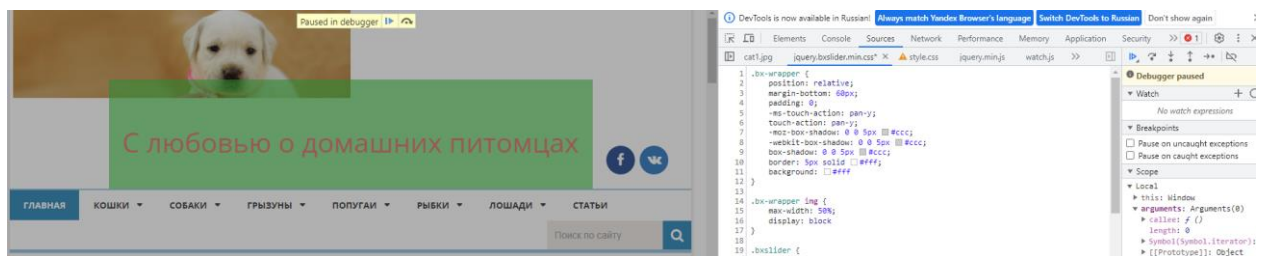 Paused in debugger
С любовью о домашних питомцах
f
ГЛАВНАЯ КОШКИ СОБАКИ ГРЫЗУНЫ ПОПУГАИ РЫБКИ ЛОШАДИ СТАТЬИ
Поиск по сайту
DevTools is now available in Russian! Always match Yandex Browser's language Switch DevTools to Russian Don't show again
Elements Console Sources Network Performance Memory Application Security » 1
cat1.jpg jquery.bxslider.min.css* × style.css jquery.min.js watch.js »
1 .bx-wrapper {
2 position: relative;
3 margin-bottom: 60px;
4 padding: 0;
5 -ms-touch-action: pan-y;
6 touch-action: pan-y;
7 -moz-box-shadow: 0 0 5px #ccc;
8 -webkit-box-shadow: 0 0 5px #ccc;
9 box-shadow: 0 0 5px #ccc;
10 border: 5px solid #fff;
11 background: #fff
12 }
13
14 .bx-wrapper img {
15 max-width: 50%;
16 display: block
17 }
18
19 .bxslider {
Debugger paused
Watch
No watch expressions
Breakpoints
Pause on uncaught exceptions
Pause on caught exceptions
Scope
Local
this: Window
arguments: Arguments(0)
callee: ƒ ()
length: 0
Symbol(Symbol.iterator):
[[Prototype]]: Object